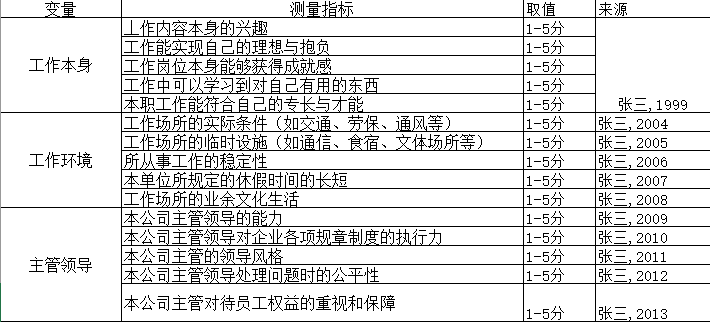 变量 测量指标 取值 来源
工作本身 工作内容本身的兴趣 1-5分
工作能实现自己的理想与抱负 1-5分
工作岗位本身能够获得成就感 1-5分
工作中可以学习到对自己有用的东西 1-5分
本职工作能符合自己的专长与才能 1-5分 张三,1999
工作环境 工作场所的实际条件（如交通、劳保、通风等） 1-5分 张三,2004
工作场所的临时设施（如通信、食宿、文体场所等） 1-5分 张三,2005
所从事工作的稳定性 1-5分 张三,2006
本单位所规定的休假时间的长短 1-5分 张三,2007
工作场所的业余文化生活 1-5分 张三,2008
主管领导 本公司主管领导的能力 1-5分 张三,2009
本公司主管领导对企业各项规章制度的执行力 1-5分 张三,2010
本公司主管的领导风格 1-5分 张三,2011
本公司主管领导处理问题时的公平性 1-5分 张三,2012
本公司主管对待员工权益的重视和保障 1-5分 张三,2013